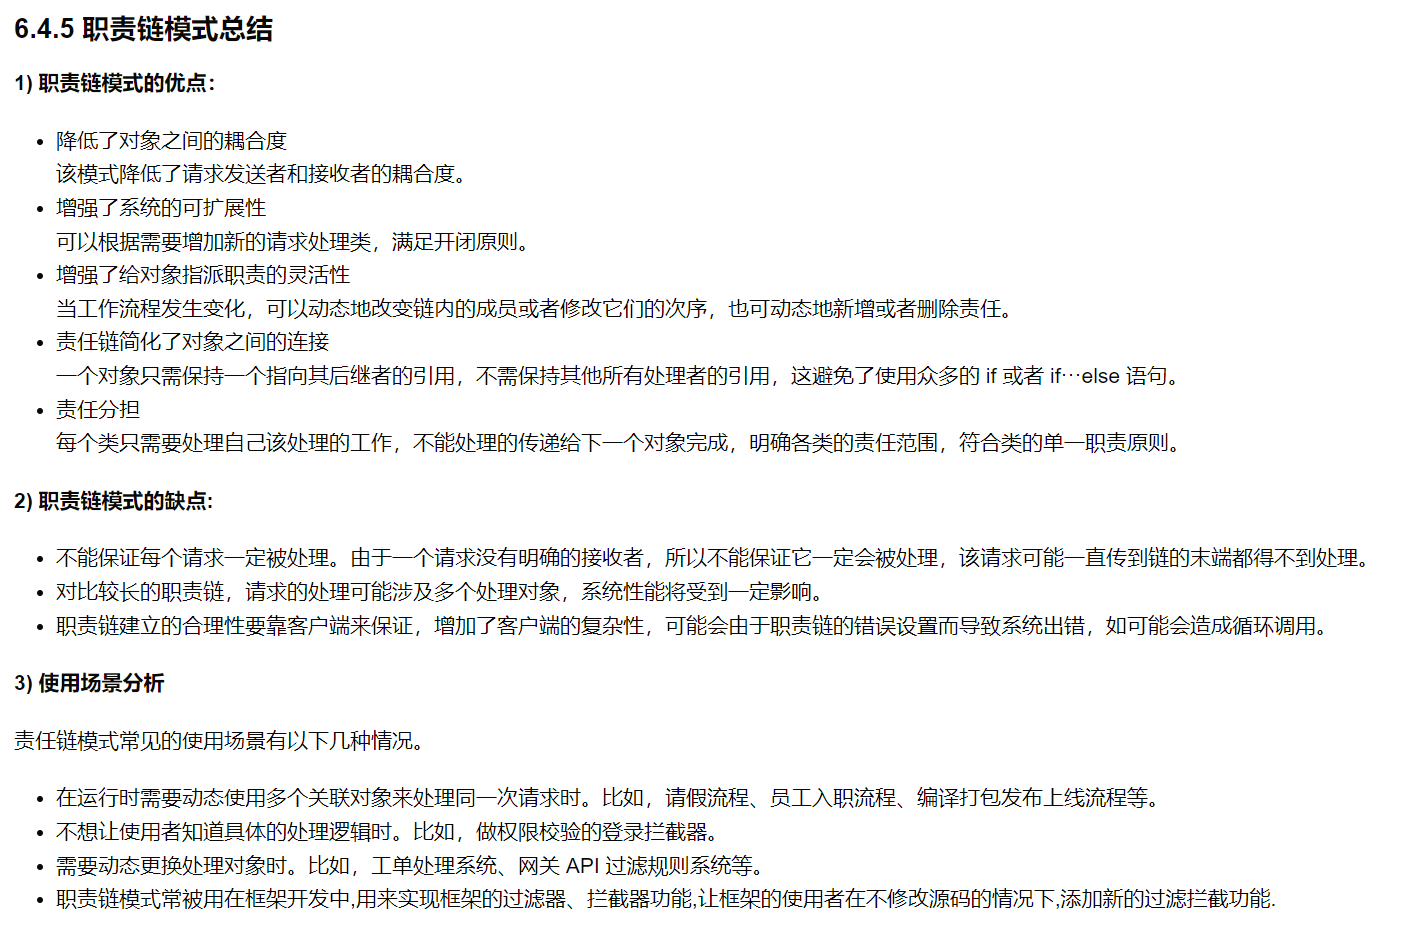 6.4.5 职责链模式总结
1) 职责链模式的优点：
降低了对象之间的耦合度
该模式降低了请求发送者和接收者的耦合度。
增强了系统的可扩展性
可以根据需要增加新的请求处理类，满足开闭原则。
增强了给对象指派职责的灵活性
当工作流程发生变化，可以动态地改变链内的成员或者修改它们的次序，也可动态地新增或者删除责任。
责任链简化了对象之间的连接
一个对象只需保持一个指向其后继者的引用，不需保持其他所有处理者的引用，这避免了使用众多的 if 或者 if···else 语句。
责任分担
每个类只需要处理自己该处理的工作，不能处理的传递给下一个对象完成，明确各类的责任范围，符合类的单一职责原则。
2) 职责链模式的缺点:
不能保证每个请求一定被处理。由于一个请求没有明确的接收者，所以不能保证它一定会被处理，该请求可能一直传到链的末端都得不到处理。
对比较长的职责链，请求的处理可能涉及多个处理对象，系统性能将受到一定影响。
职责链建立的合理性要靠客户端来保证，增加了客户端的复杂性，可能会由于职责链的错误设置而导致系统出错，如可能会造成循环调用。
3) 使用场景分析
责任链模式常见的使用场景有以下几种情况。
在运行时需要动态使用多个关联对象来处理同一次请求时。比如，请假流程、员工入职流程、编译打包发布上线流程等。
不想让使用者知道具体的处理逻辑时。比如，做权限校验的登录拦截器。
需要动态更换处理对象时。比如，工单处理系统、网关 API 过滤规则系统等。
职责链模式常被用在框架开发中,用来实现框架的过滤器、拦截器功能,让框架的使用者在不修改源码的情况下,添加新的过滤拦截功能.